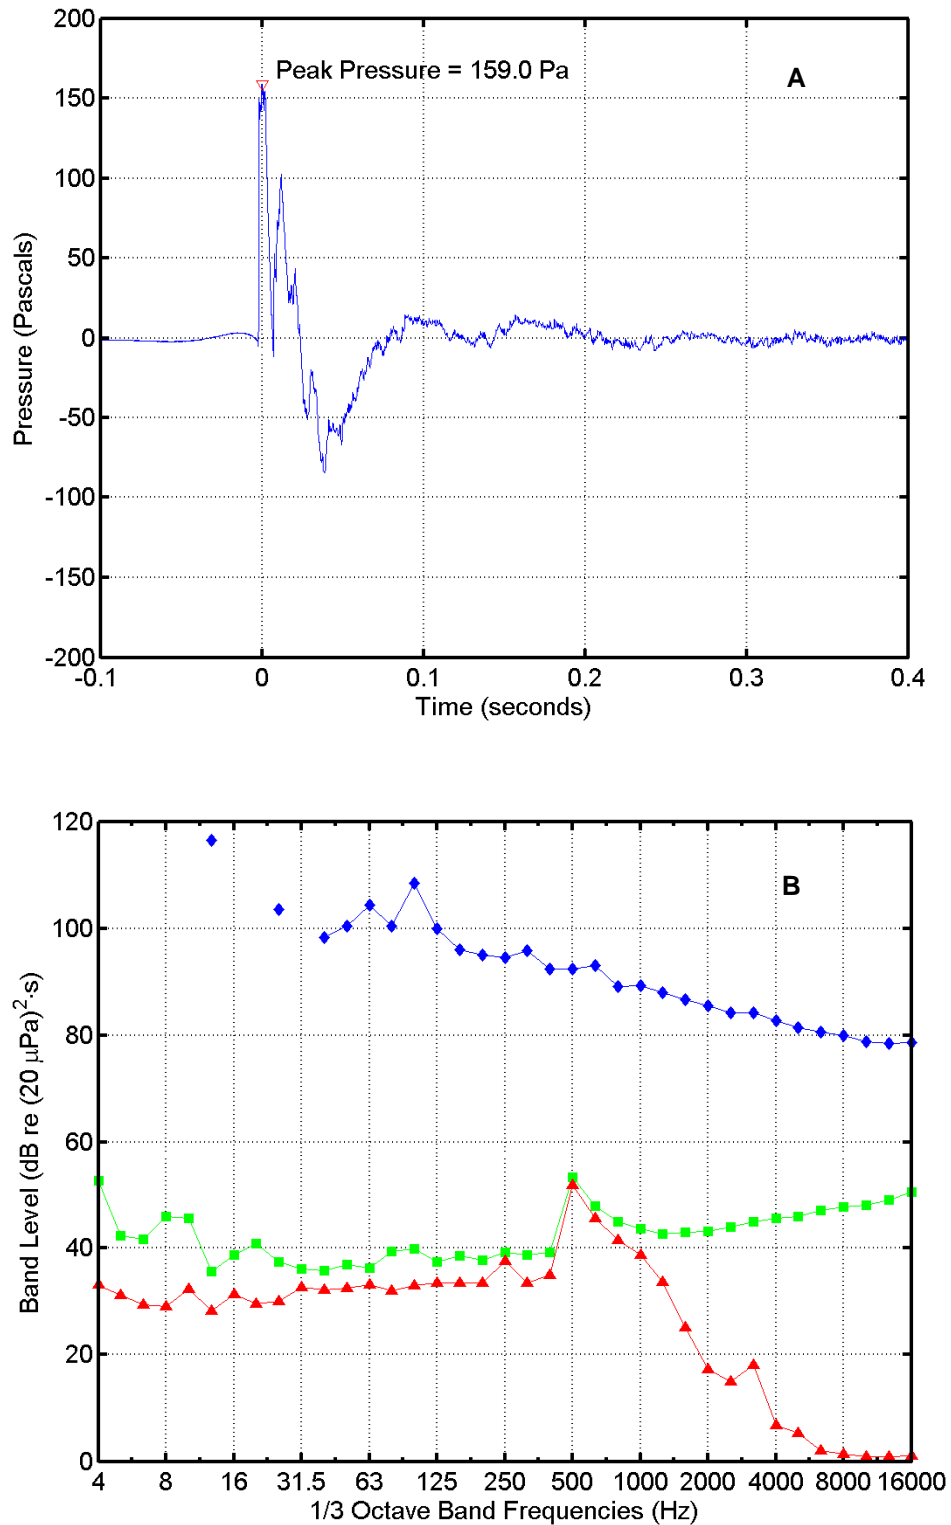 200
150
100
50
0
-50
-100
-150
-200
Pressure (Pascals)
Peak Pressure = 159.0 Pa
A
-0.1 0 0.1 0.2 0.3 0.4
Time (seconds)
120
100
80
60
40
20
0
Band Level (dB re (20 μPa)²·s)
B
4 8 16 31.5 63 125 250 500 1000 2000 4000 8000 16000
1/3 Octave Band Frequencies (Hz)